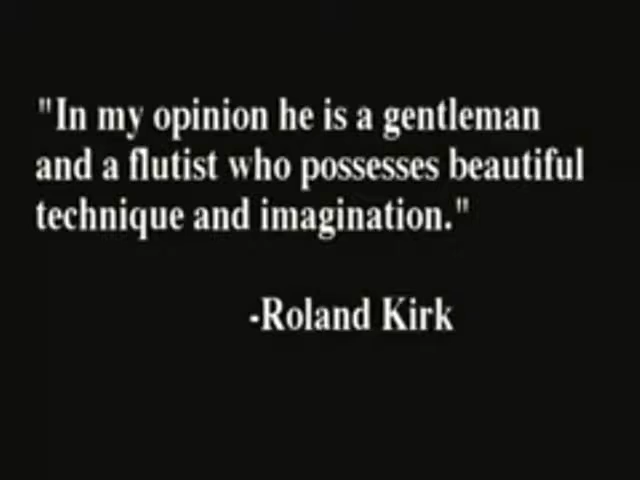 "In my opinion he is a gentleman
and a flutist who possesses beautiful
technique and imagination."
-Roland Kirk